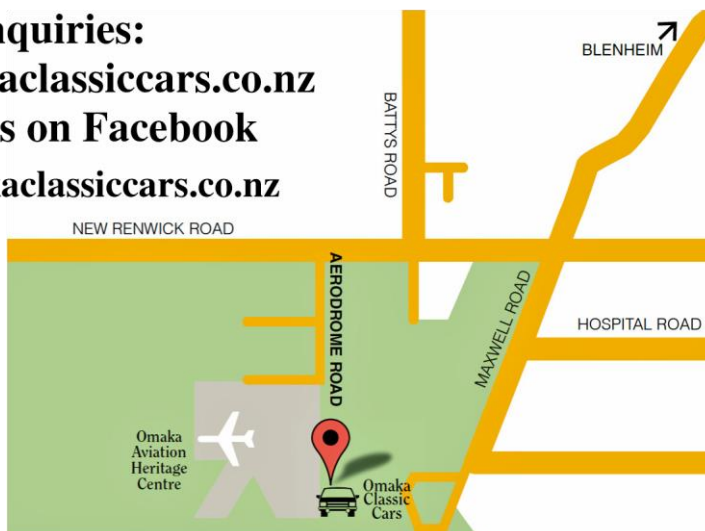 nquiries:
aclassiccars.co.nz
s on Facebook
aclassiccars.co.nz
BLENHEIM
BATTYS ROAD
NEW RENWICK ROAD
AERODROME ROAD
MAXWELL ROAD
HOSPITAL ROAD
Omaka
Aviation
Heritage
Centre
Omaka
Classic
Cars